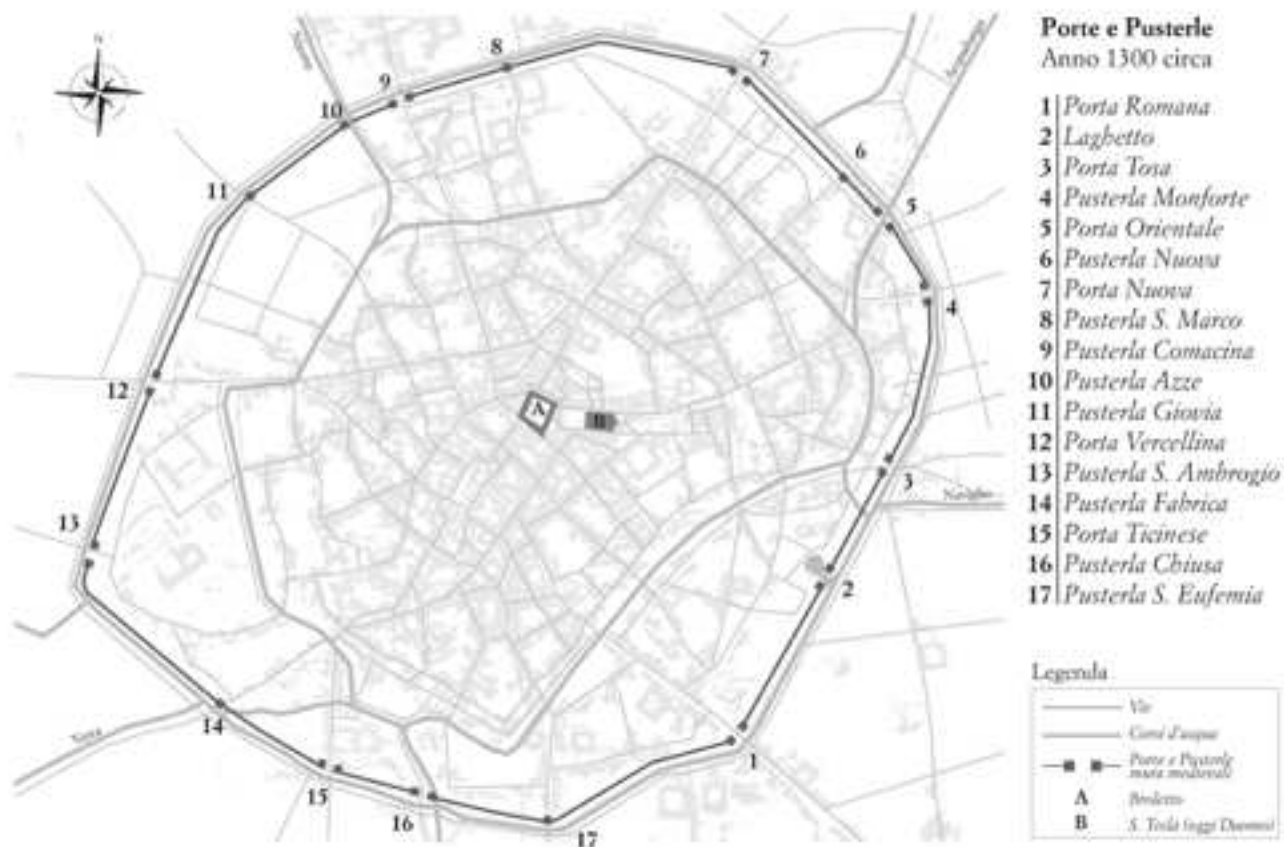 N
8
7
9
10
6
11
5
4
12
A
B
3
13
2
14
1
15
16
17
Porte e Pusterle
Anno 1300 circa
1 Porta Romana
2 Laghetto
3 Porta Tosa
4 Pusterla Monforte
5 Porta Orientale
6 Pusterla Nuova
7 Porta Nuova
8 Pusterla S. Marco
9 Pusterla Comacina
10 Pusterla Azze
11 Pusterla Giovia
12 Porta Vercellina
13 Pusterla S. Ambrogio
14 Pusterla Fabrica
15 Porta Ticinese
16 Pusterla Chiusa
17 Pusterla S. Eufemia
Legenda
Vie
Corsi d'acqua
Porte e Pusterle
mura medievali
A Broletto
B S. Tecla (oggi Duomo)